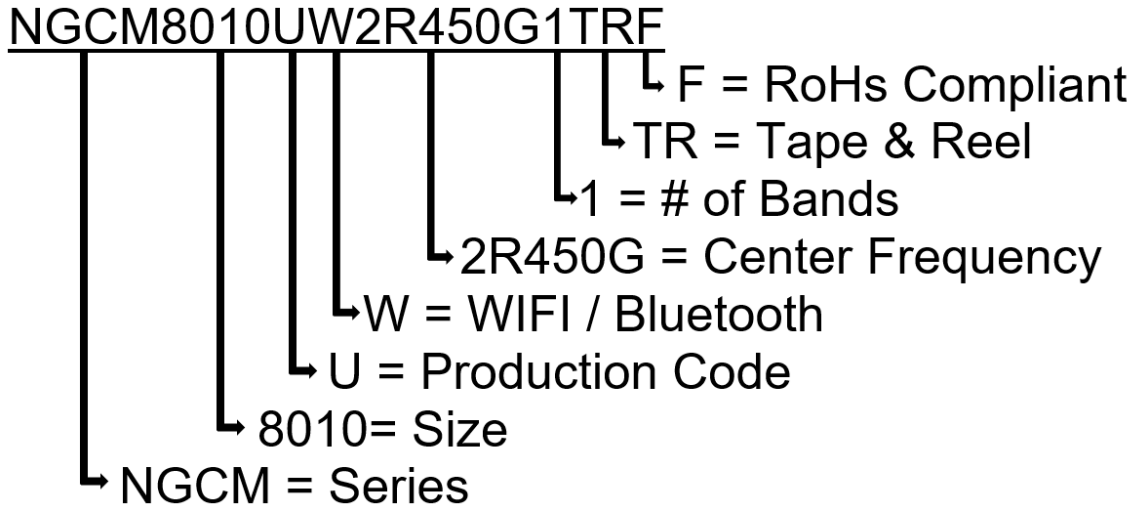 NGCM8010UW2R450G1TRF
F = RoHs Compliant
TR = Tape & Reel
1 = # of Bands
2R450G = Center Frequency
W = WIFI / Bluetooth
U = Production Code
8010= Size
NGCM = Series